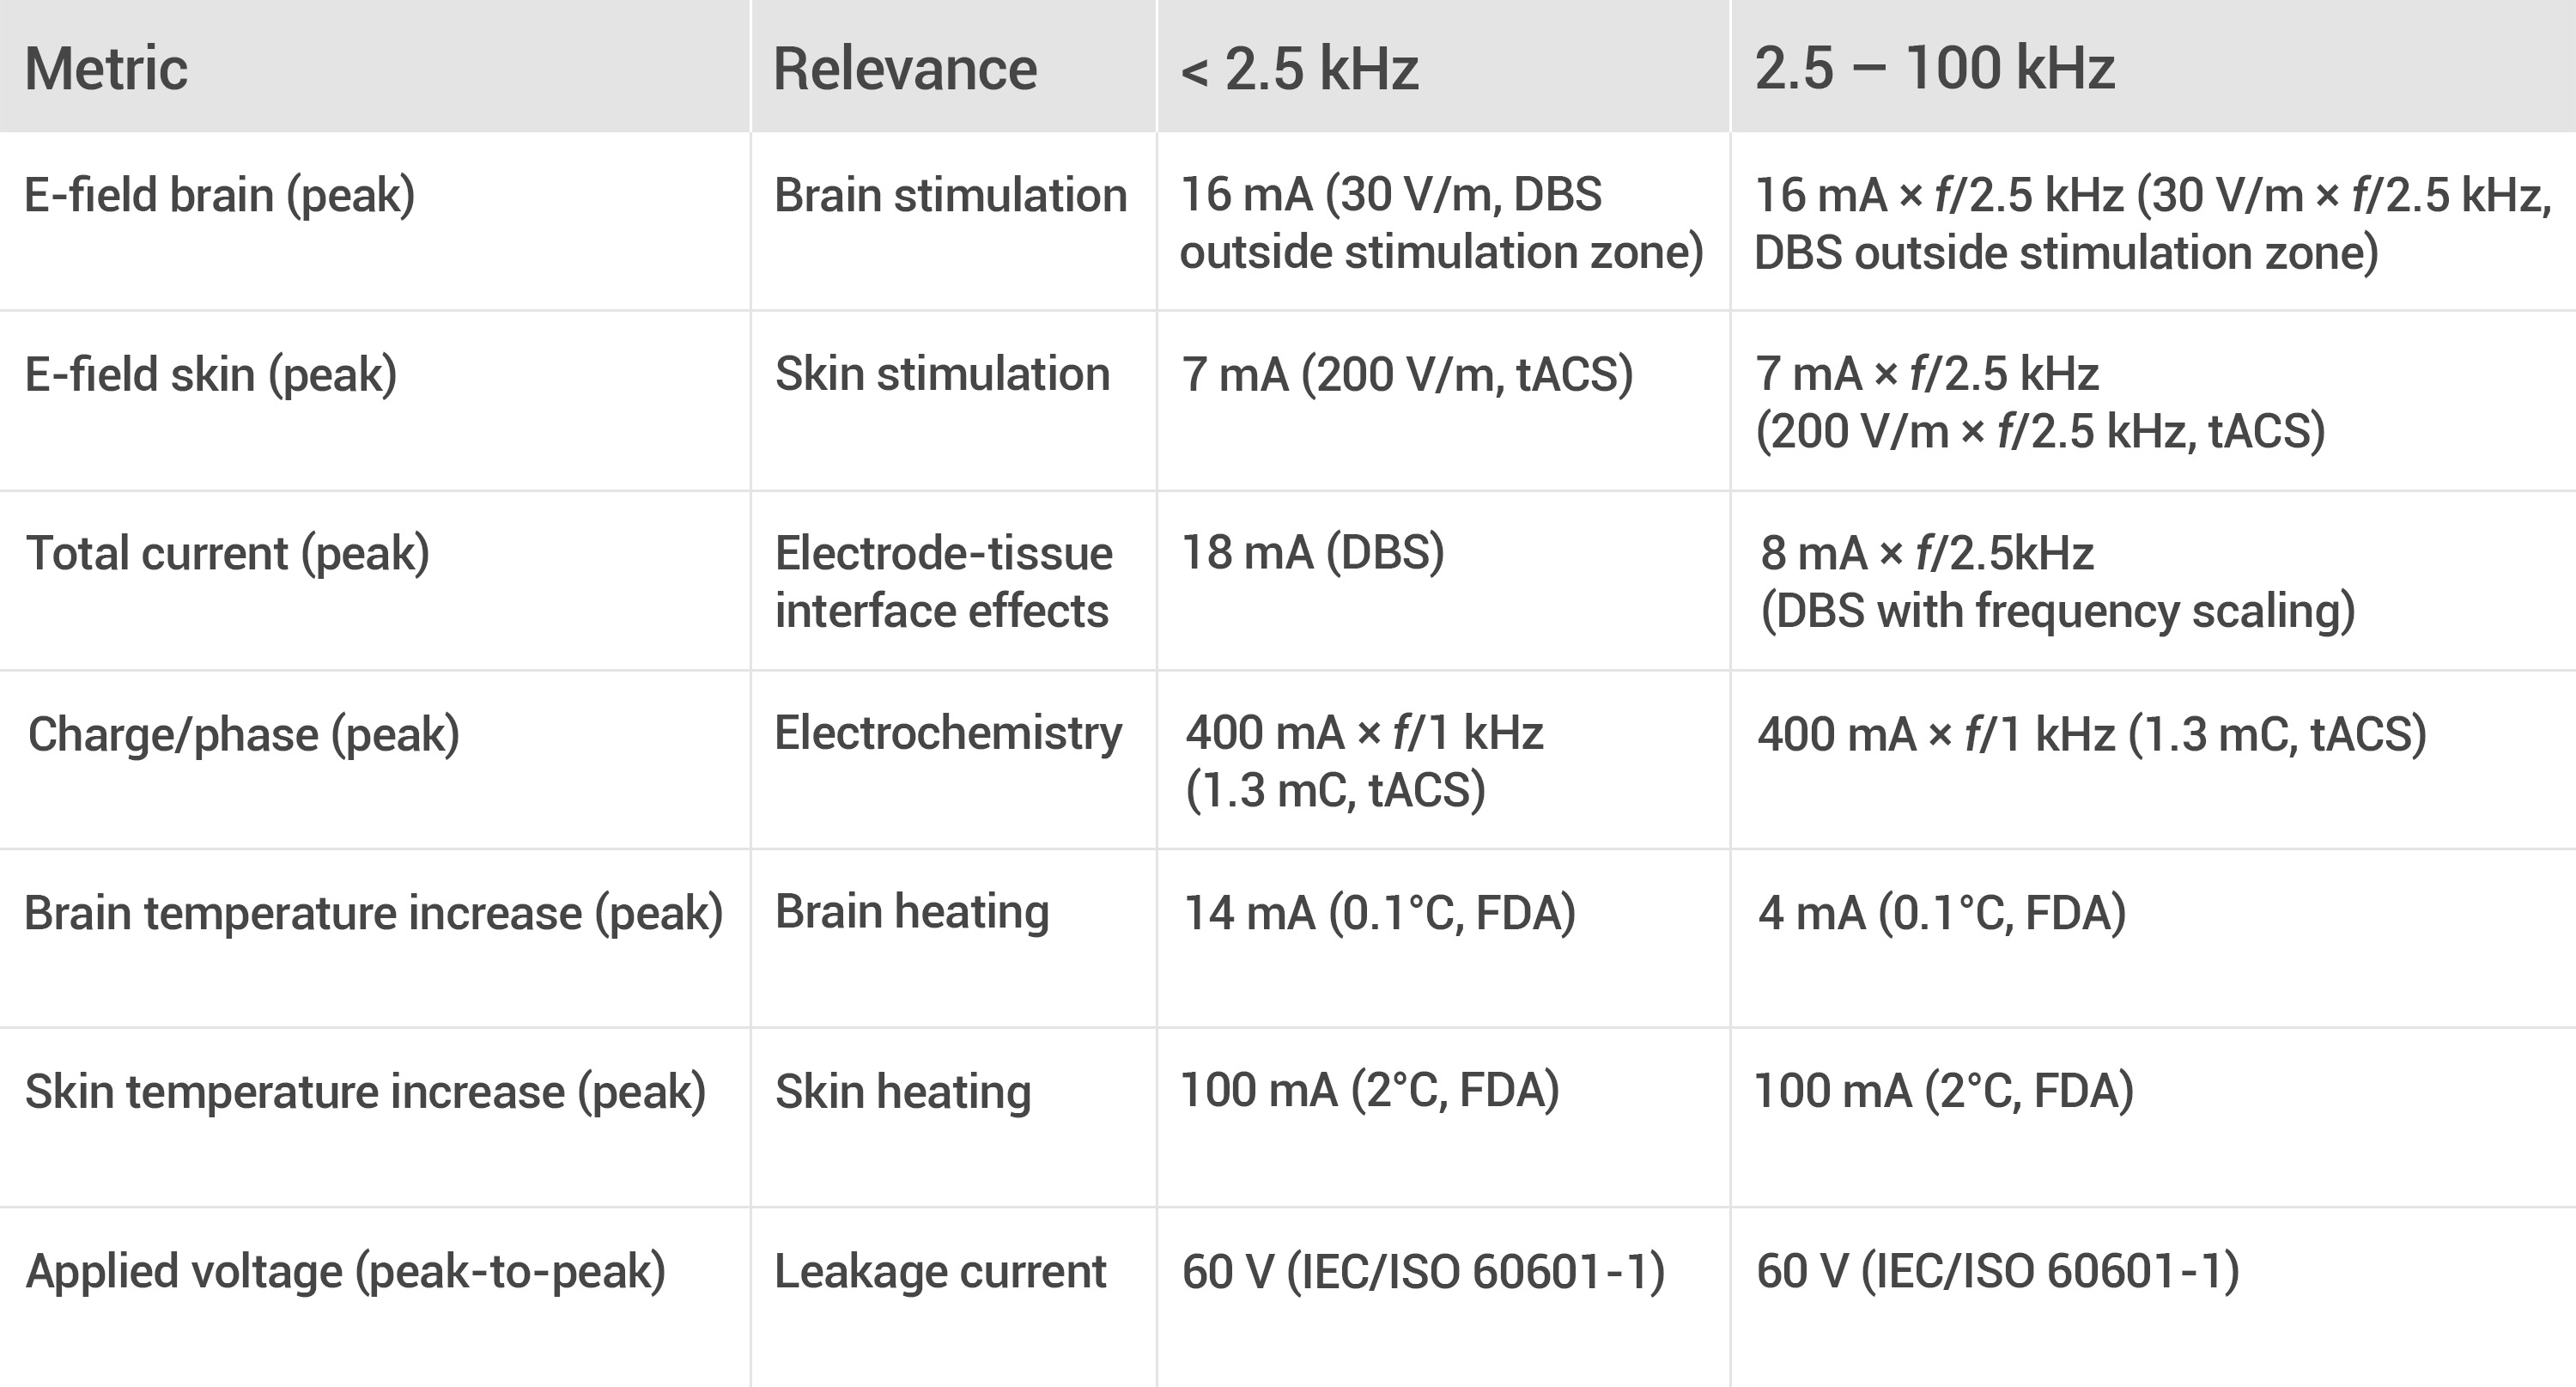 Metric Relevance < 2.5 kHz 2.5 – 100 kHz
E-field brain (peak) Brain stimulation 16 mA (30 V/m, DBS 16 mA × f/2.5 kHz (30 V/m × f/2.5 kHz,
outside stimulation zone) DBS outside stimulation zone)
E-field skin (peak) Skin stimulation 7 mA (200 V/m, tACS) 7 mA × f/2.5 kHz
(200 V/m × f/2.5 kHz, tACS)
Total current (peak) Electrode-tissue 18 mA (DBS) 8 mA × f/2.5kHz
interface effects (DBS with frequency scaling)
Charge/phase (peak) Electrochemistry 400 mA × f/1 kHz 400 mA × f/1 kHz (1.3 mC, tACS)
(1.3 mC, tACS)
Brain temperature increase (peak) Brain heating 14 mA (0.1°C, FDA) 4 mA (0.1°C, FDA)
Skin temperature increase (peak) Skin heating 100 mA (2°C, FDA) 100 mA (2°C, FDA)
Applied voltage (peak-to-peak) Leakage current 60 V (IEC/ISO 60601-1) 60 V (IEC/ISO 60601-1)